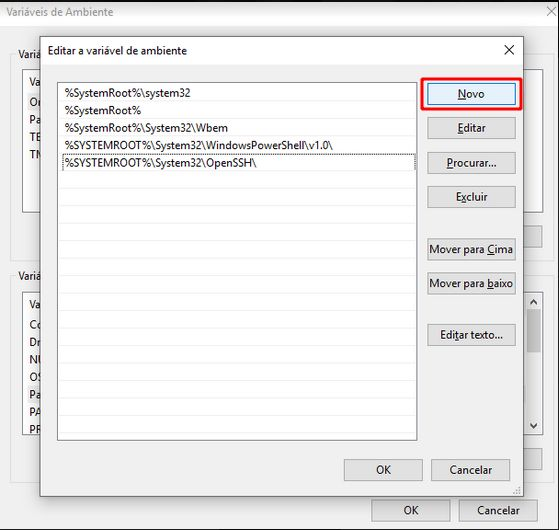 Variáveis de Ambiente
Editar a variável de ambiente
%SystemRoot%\system32
%SystemRoot%
%SystemRoot%\System32\Wbem
%SYSTEMROOT%\System32\WindowsPowerShell\v1.0\
%SYSTEMROOT%\System32\OpenSSH\
Novo
Editar
Procurar...
Excluir
Mover para Cima
Mover para baixo
Editar texto...
OK
Cancelar
Variá
Va
On
Pa
TE
TM
Variá
Va
Co
Dr
NU
OS
Pa
PA
PR
OK
Cancelar